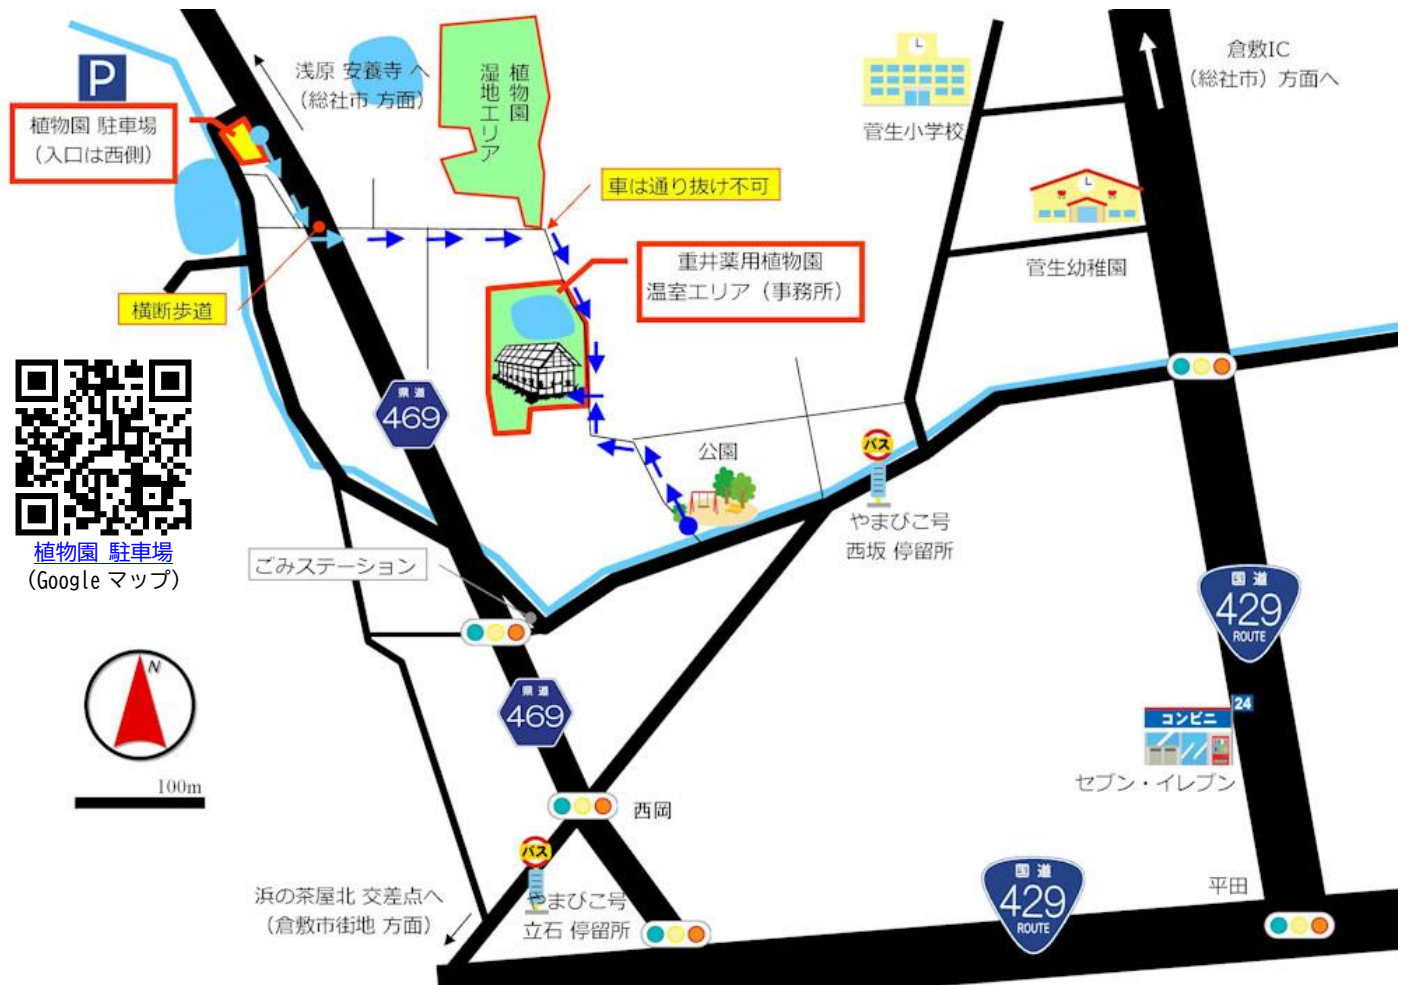 浅原 安養寺 へ
（総社市 方面）
植物園
湿地エリア
P
植物園 駐車場
（入口は西側）
菅生小学校
倉敷IC
（総社市）方面へ
車は通り抜け不可
菅生幼稚園
重井薬用植物園
温室エリア（事務所）
横断歩道
県道
469
公園
バス
やまびこ号
西坂 停留所
植物園 駐車場
（Google マップ）
ごみステーション
国道
429
ROUTE
N
100m
県道
469
24
コンビニ
セブン・イレブン
西岡
バス
やまびこ号
立石 停留所
浜の茶屋北 交差点へ
（倉敷市街地 方面）
国道
429
ROUTE
平田